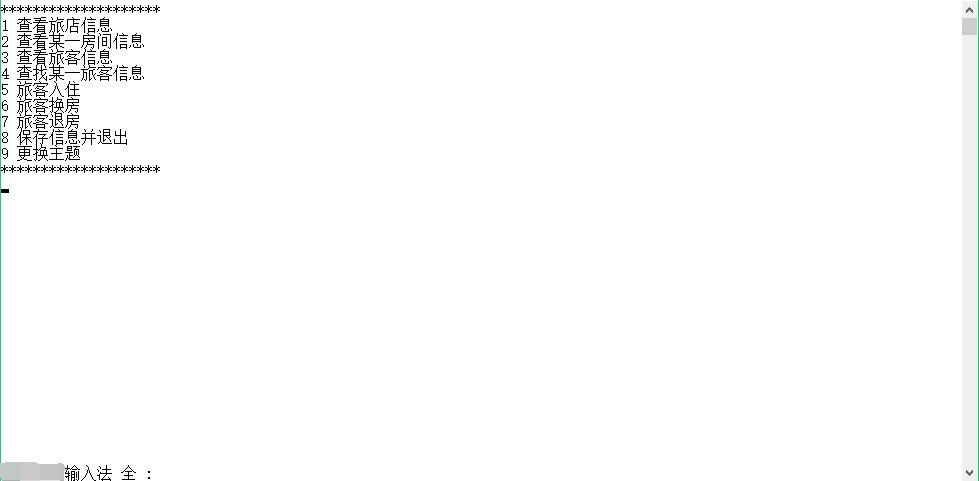 ********************
1 查看旅店信息
2 查看某一房间信息
3 查看旅客信息
4 查找某一旅客信息
5 旅客入住
6 旅客换房
7 旅客退房
8 保存信息并退出
9 更换主题
********************
输入法 全 :